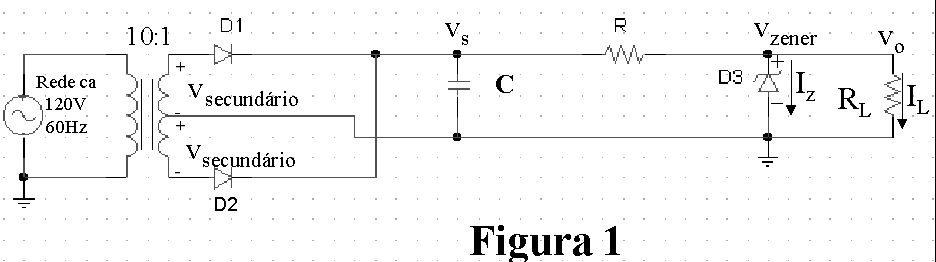 10:1
D1
Rede ca
120V
60Hz
+
Vsecundário
-
+
Vsecundário
-
D2
Vs
C
R
Vzener
D3
+
-
Iz
Vo
RL
IL
Figura 1